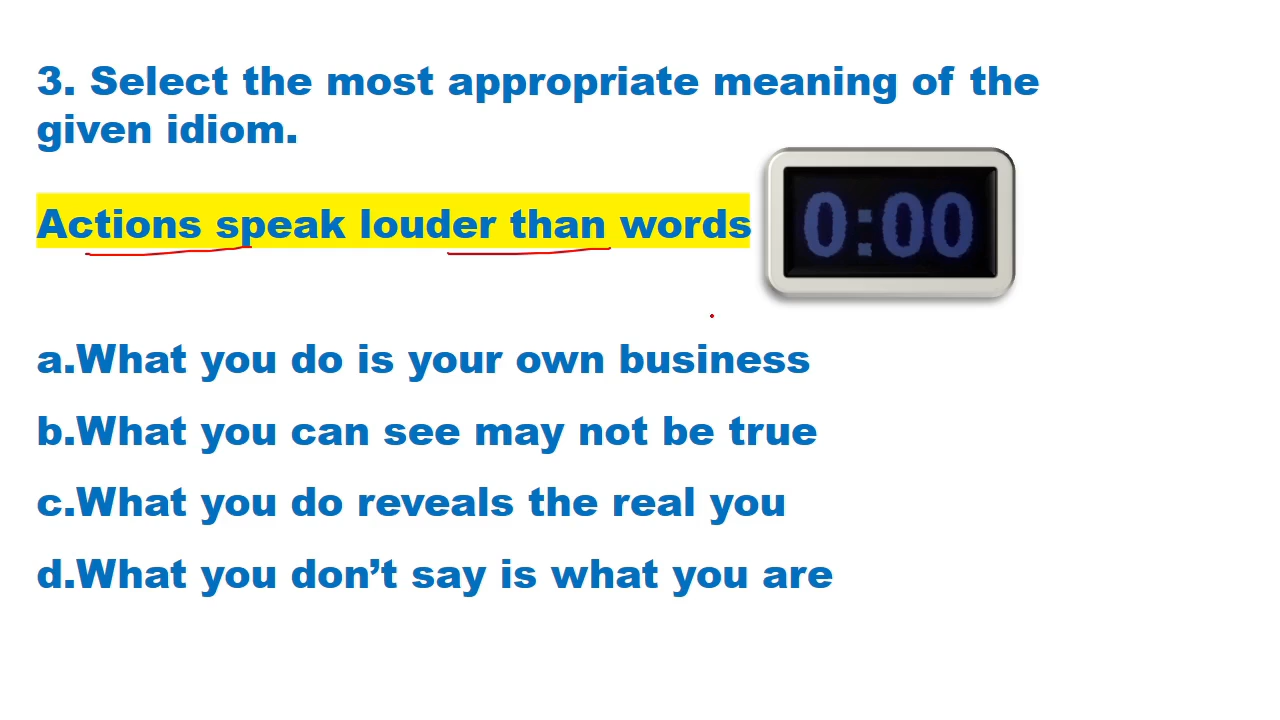 3. Select the most appropriate meaning of the
given idiom.
Actions speak louder than words
0:00
a.What you do is your own business
b.What you can see may not be true
c.What you do reveals the real you
d.What you don’t say is what you are